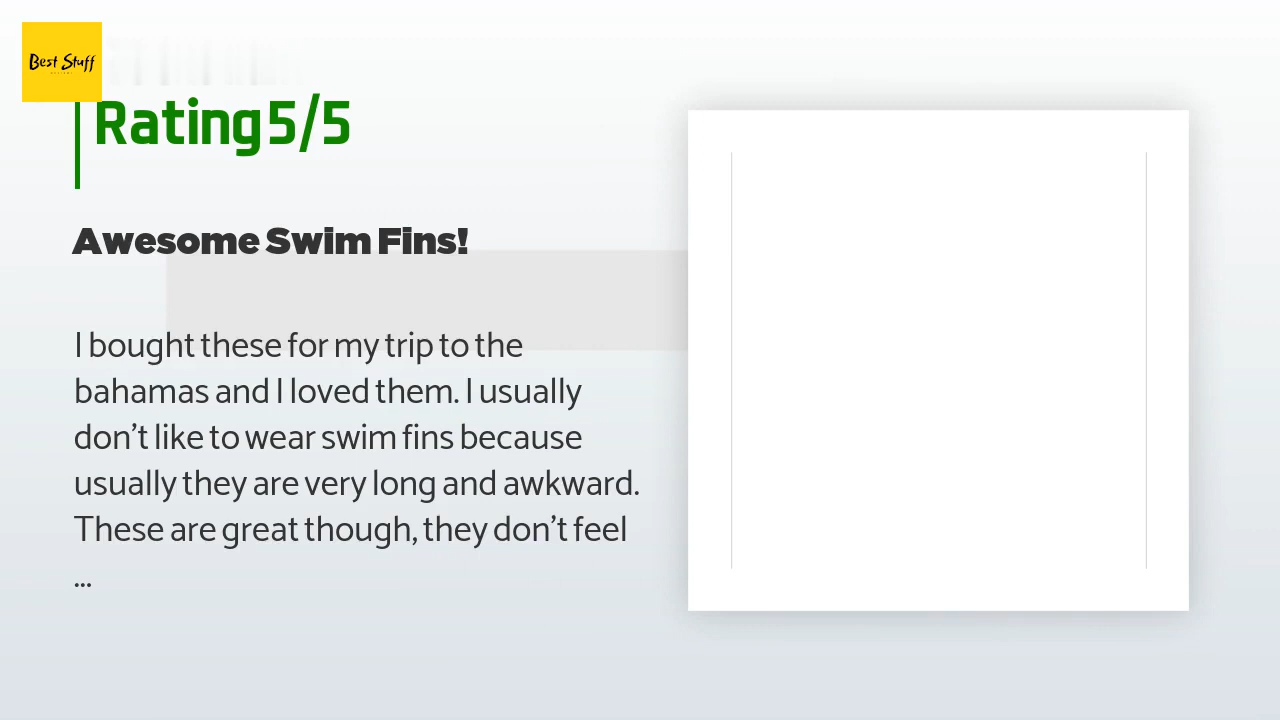 Best Stuff
Rating 5/5
Awesome Swim Fins!
I bought these for my trip to the
bahamas and I loved them. I usually
don't like to wear swim fins because
usually they are very long and awkward.
These are great though, they don't feel
...